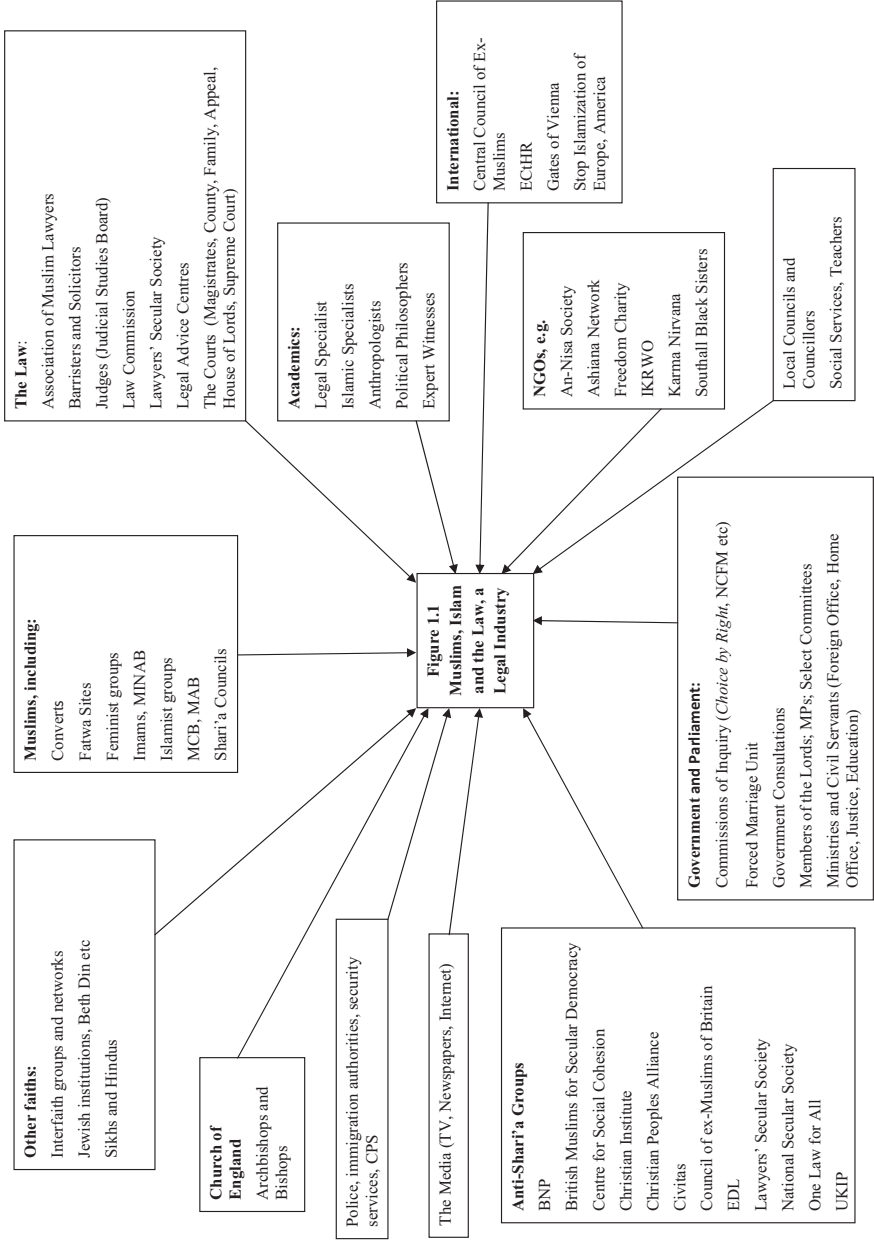 Other faiths:
Interfaith groups and networks
Jewish institutions, Beth Din etc
Sikhs and Hindus
Muslims, including:
Converts
Fatwa Sites
Feminist groups
Imams, MINAB
Islamist groups
MCB, MAB
Shari'a Councils
The Law:
Association of Muslim Lawyers
Barristers and Solicitors
Judges (Judicial Studies Board)
Law Commission
Lawyers' Secular Society
Legal Advice Centres
The Courts (Magistrates, County, Family, Appeal,
House of Lords, Supreme Court)
Church of
England
Archbishops and
Bishops
Academics:
Legal Specialist
Islamic Specialists
Anthropologists
Political Philosophers
Expert Witnesses
Police, immigration authorities, security
services, CPS
Figure 1.1
Muslims, Islam
and the Law, a
Legal Industry
International:
Central Council of Ex-
Muslims
ECtHR
Gates of Vienna
Stop Islamization of
Europe, America
The Media (TV, Newspapers, Internet)
NGOs, e.g.
An-Nisa Society
Ashiana Network
Freedom Charity
IKRWO
Karma Nirvana
Southall Black Sisters
Anti-Shari'a Groups
BNP
British Muslims for Secular Democracy
Centre for Social Cohesion
Christian Institute
Christian Peoples Alliance
Civitas
Council of ex-Muslims of Britain
EDL
Lawyers' Secular Society
National Secular Society
One Law for All
UKIP
Government and Parliament:
Commissions of Inquiry (Choice by Right, NCFM etc)
Forced Marriage Unit
Government Consultations
Members of the Lords; MPs; Select Committees
Ministries and Civil Servants (Foreign Office, Home
Office, Justice, Education)
Local Councils and
Councillors
Social Services, Teachers